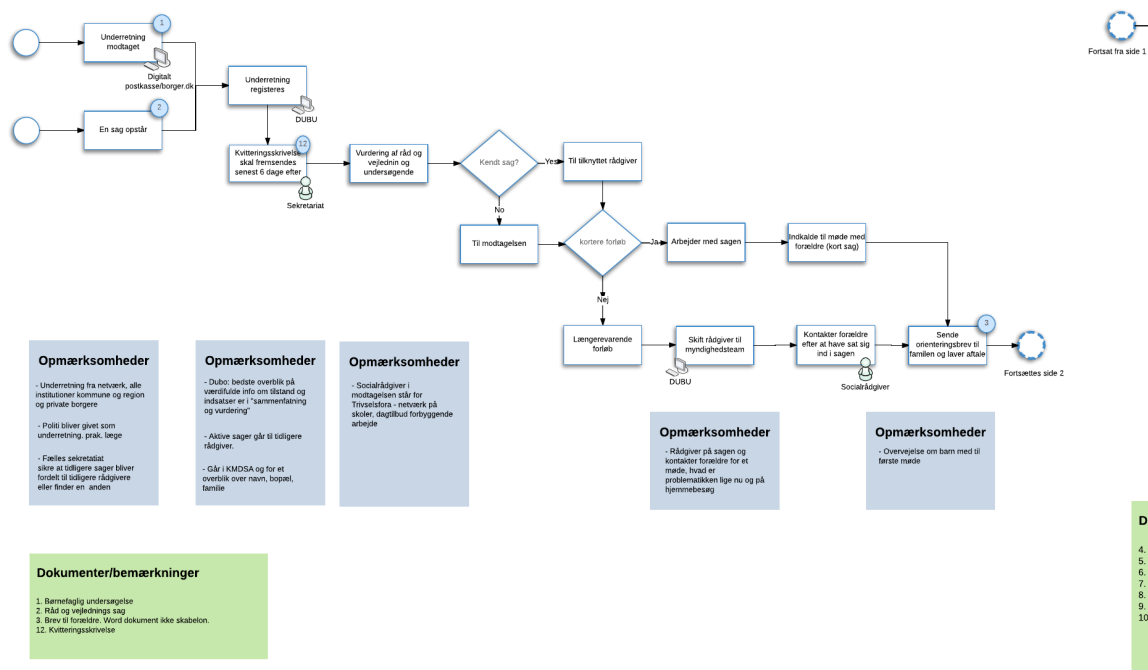 1
Underretning
modtaget
Digitalt
postkasse/borger.dk
2
En sag opstår
Underretning
registeres
DUBU
12
Kvitteringsskrivelse
skal fremsendes
senest 6 dage efter
Sekretariat
Vurdering af råd og
vejlednin og
undersøgende
Kendt sag?
Yes
Til tilknyttet rådgiver
No
Til modtagelsen
kortere forløb
Ja
Arbejder med sagen
Indkalde til møde med
forældre (kort sag)
Nej
Længerevarende
forløb
Skift rådgiver til
myndighedsteam
DUBU
Kontakter forældre
efter at have sat sig
ind i sagen
Socialrådgiver
3
Sende
orienteringsbrev til
familen og laver aftale
Fortsættes side 2
Fortsat fra side 1
Opmærksomheder
- Underretning fra netværk, alle
institutioner kommune og region
og private borgere
- Politi bliver givet som
underretning. prak, læge
- Fælles sekretatiat
sikre at tidligere sager bliver
fordelt til tidligere rådgivere
eller finder en  anden
Opmærksomheder
- Dubo: bedste overblik på
værdifulde info om tilstand og
indsatser er i "sammenfatning
og vurdering"
- Aktive sager går til tidligere
rådgiver.
- Går i KMDSA og for et
overblik over navn, bopæl,
familie
Opmærksomheder
- Socialrådgiver i
modtagelsen står for
Trivselsfora - netværk på
skoler, dagtilbud forbyggende
arbejde
Opmærksomheder
- Rådgiver på sagen og
kontakter forældre for et
møde, hvad er
problematikken lige nu og på
hjemmebesøg
Opmærksomheder
- Overvejelse om barn med til
første møde
Dokumenter/bemærkninger
1. Børnefaglig undersøgelse
2. Råd og vejlednings sag
3. Brev til forældre. Word dokument ikke skabelon.
12. Kvitteringsskrivelse
D
4.
5.
6.
7.
8.
9.
10